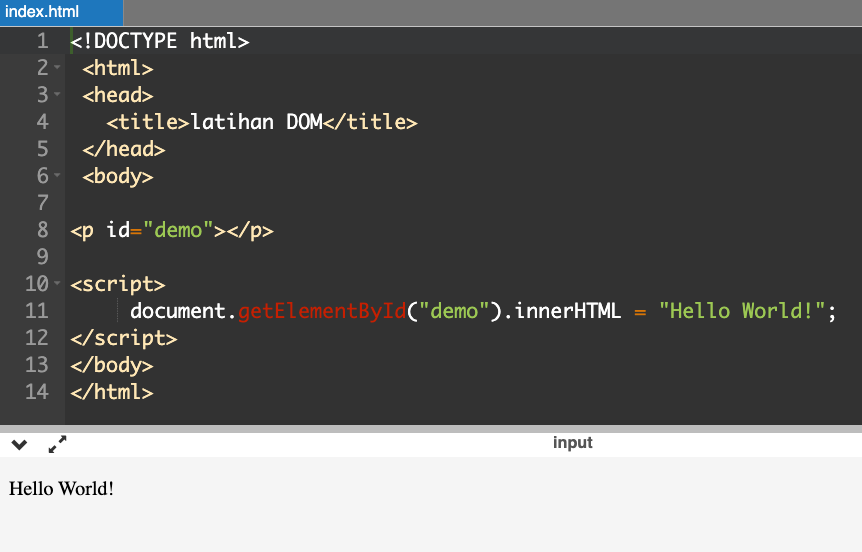 index.html
1 <!DOCTYPE html>
2 <html>
3 <head>
4 <title>latihan DOM</title>
5 </head>
6 <body>
7
8 <p id="demo"></p>
9
10 <script>
11 document.getElementById("demo").innerHTML = "Hello World!";
12 </script>
13 </body>
14 </html>
input
Hello World!